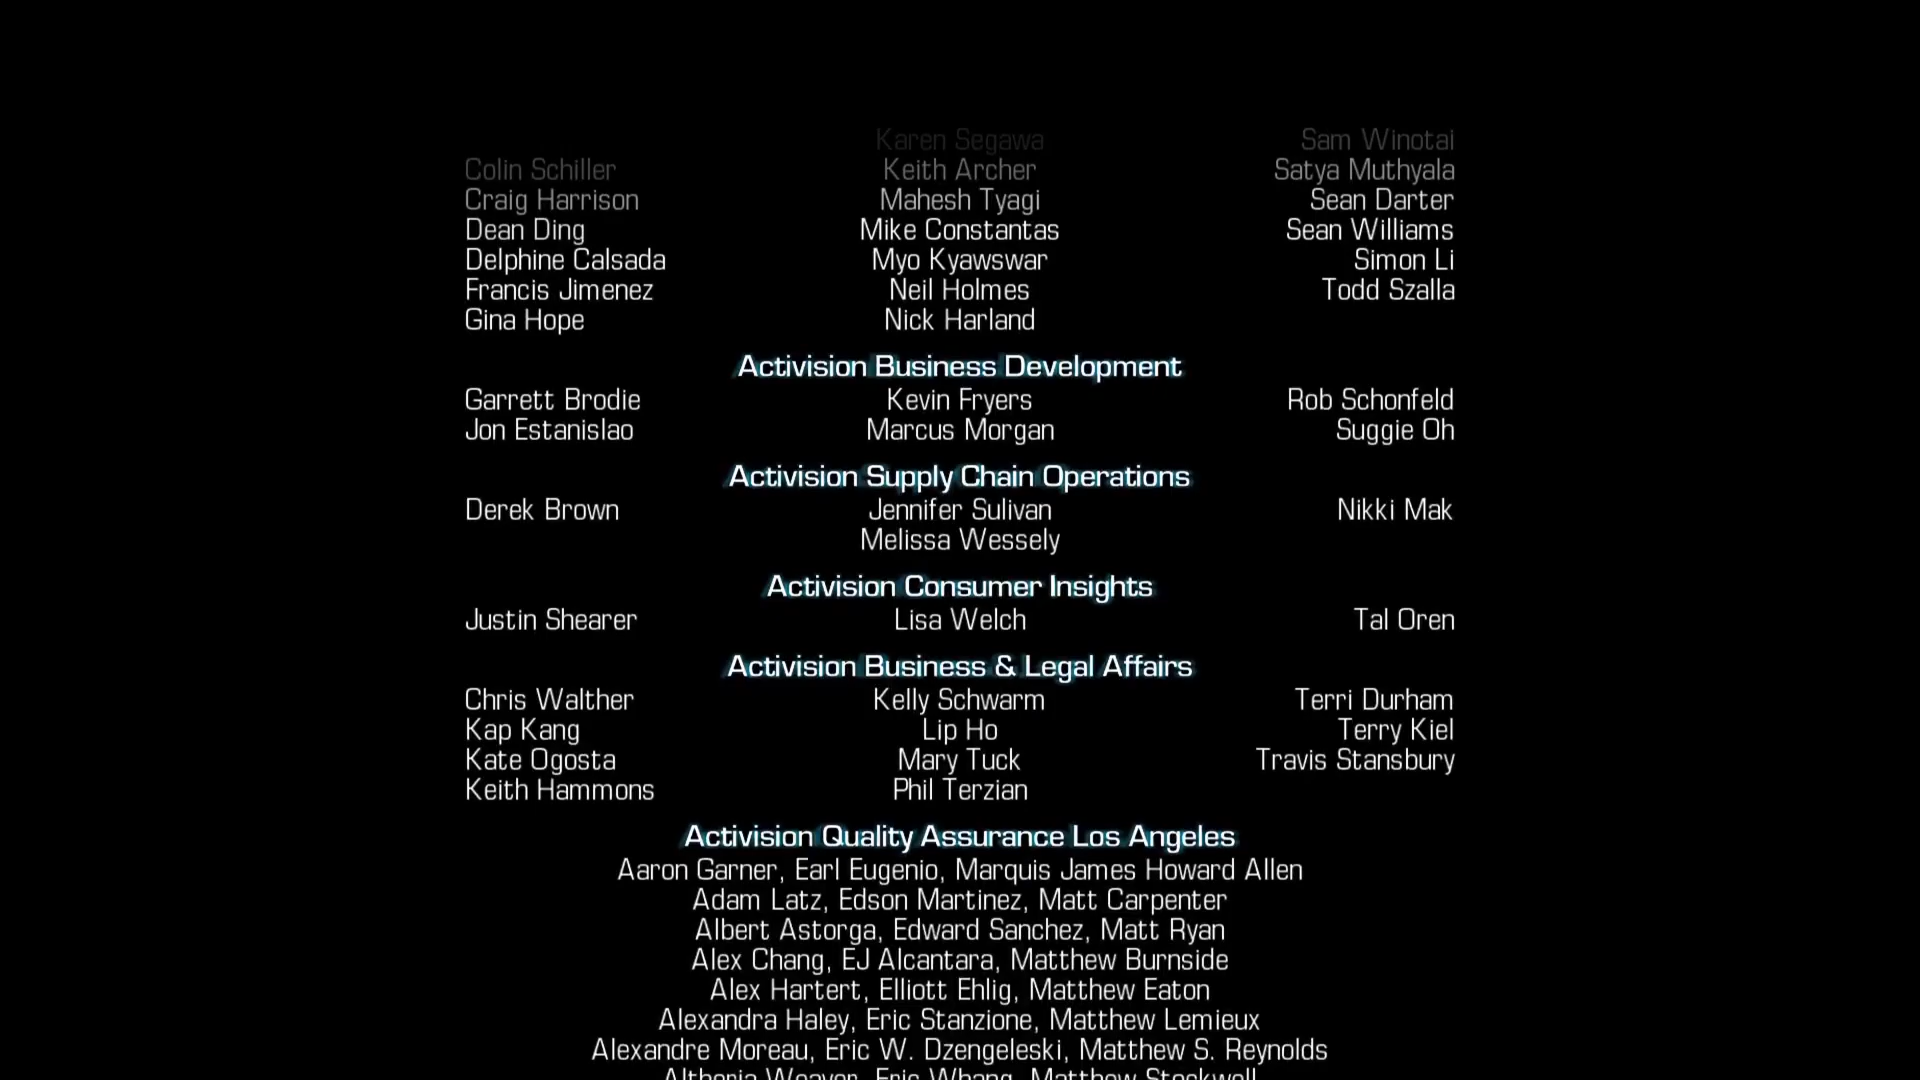 Karen Segawa Sam Winotai
Colin Schiller Keith Archer Satya Muthyala
Craig Harrison Mahesh Tyagi Sean Darter
Dean Ding Mike Constantas Sean Williams
Delphine Calsada Myo Kyawswar Simon Li
Francis Jimenez Neil Holmes Todd Szalla
Gina Hope Nick Harland
Activision Business Development
Garrett Brodie Kevin Fryers Rob Schonfeld
Jon Estanislao Marcus Morgan Suggie Oh
Activision Supply Chain Operations
Derek Brown Jennifer Sulivan Nikki Mak
Melissa Wessely
Activision Consumer Insights
Justin Shearer Lisa Welch Tal Oren
Activision Business & Legal Affairs
Chris Walther Kelly Schwarm Terri Durham
Kap Kang Lip Ho Terry Kiel
Kate Ogosta Mary Tuck Travis Stansbury
Keith Hammons Phil Terzian
Activision Quality Assurance Los Angeles
Aaron Garner, Earl Eugenio, Marquis James Howard Allen
Adam Latz, Edson Martinez, Matt Carpenter
Albert Astorga, Edward Sanchez, Matt Ryan
Alex Chang, EJ Alcantara, Matthew Burnside
Alex Hartert, Elliott Ehlig, Matthew Eaton
Alexandra Haley, Eric Stanzione, Matthew Lemieux
Alexandre Moreau, Eric W. Dzengeleski, Matthew S. Reynolds
Weaver, Eric Whang, Matthew Stockwell